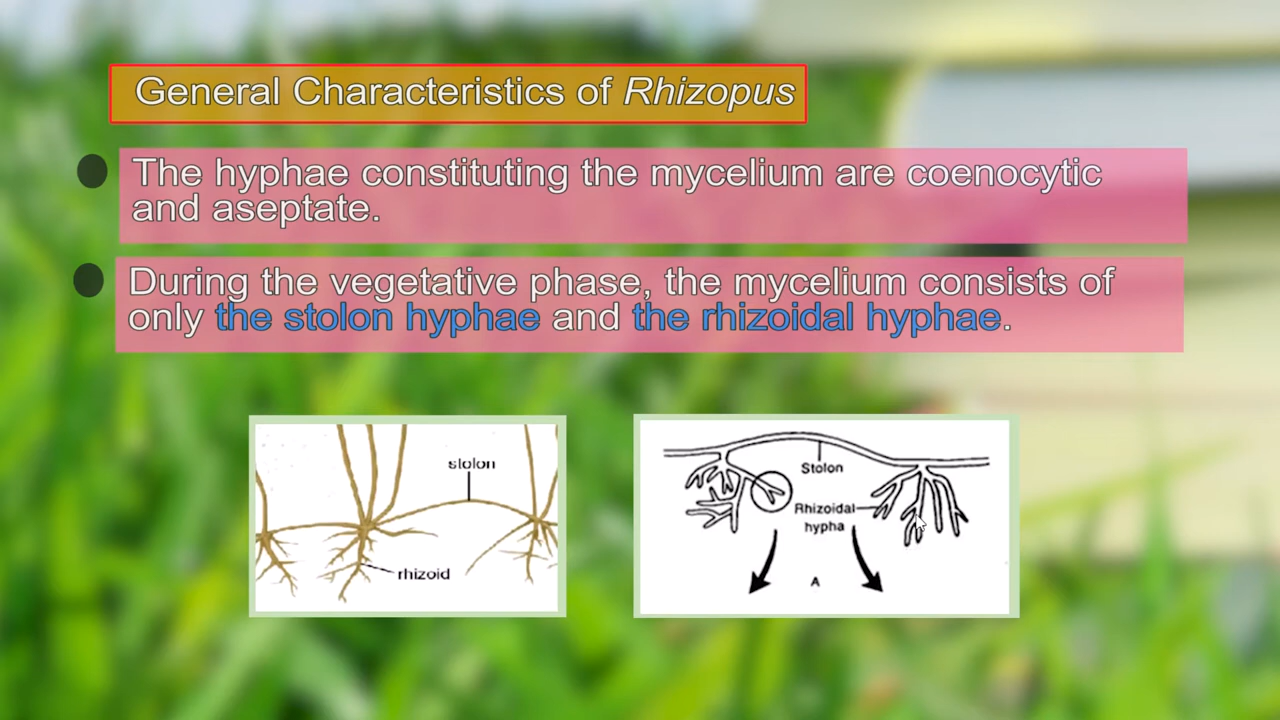 General Characteristics of Rhizopus
The hyphae constituting the mycelium are coenocytic
and aseptate.
During the vegetative phase, the mycelium consists of
only the stolon hyphae and the rhizoidal hyphae.
stolon
rhizoid
Stolon
Rhizoidal
hypha
A